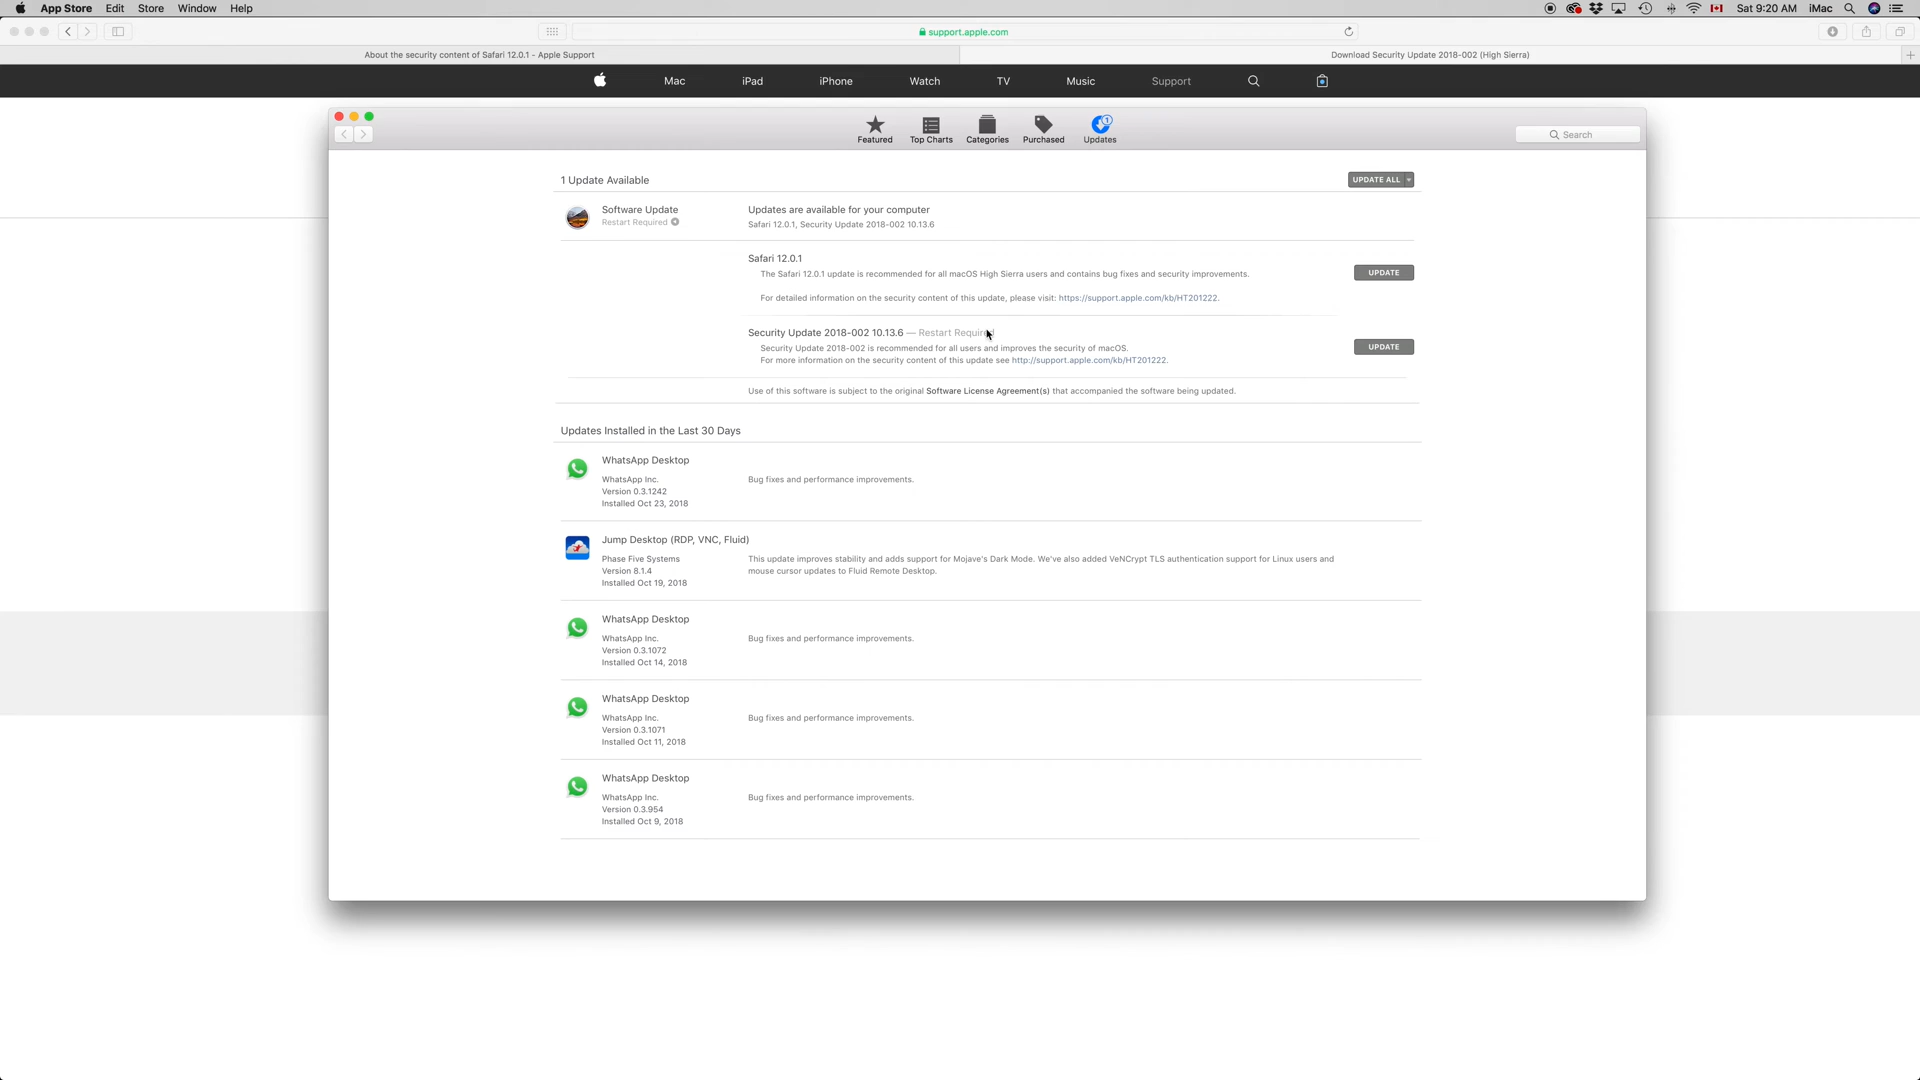 App Store Edit Store Window Help Sat 9:20 AM iMac
support.apple.com
About the security content of Safari 12.0.1 - Apple Support Download Security Update 2018-002 (High Sierra)
Mac iPad iPhone Watch TV Music Support
1
Featured Top Charts Categories Purchased Updates Search
1 Update Available UPDATE ALL
Software Update Updates are available for your computer
Restart Required Safari 12.0.1, Security Update 2018-002 10.13.6
Safari 12.0.1
The Safari 12.0.1 update is recommended for all macOS High Sierra users and contains bug fixes and security improvements. UPDATE
For detailed information on the security content of this update, please visit: https://support.apple.com/kb/HT201222.
Security Update 2018-002 10.13.6 — Restart Required
Security Update 2018-002 is recommended for all users and improves the security of macOS. UPDATE
For more information on the security content of this update see http://support.apple.com/kb/HT201222.
Use of this software is subject to the original Software License Agreement(s) that accompanied the software being updated.
Updates Installed in the Last 30 Days
WhatsApp Desktop
WhatsApp Inc. Bug fixes and performance improvements.
Version 0.3.1242
Installed Oct 23, 2018
Jump Desktop (RDP, VNC, Fluid)
Phase Five Systems This update improves stability and adds support for Mojave's Dark Mode. We've also added VeNCrypt TLS authentication support for Linux users and
Version 8.1.4 mouse cursor updates to Fluid Remote Desktop.
Installed Oct 19, 2018
WhatsApp Desktop
WhatsApp Inc. Bug fixes and performance improvements.
Version 0.3.1072
Installed Oct 14, 2018
WhatsApp Desktop
WhatsApp Inc. Bug fixes and performance improvements.
Version 0.3.1071
Installed Oct 11, 2018
WhatsApp Desktop
WhatsApp Inc. Bug fixes and performance improvements.
Version 0.3.954
Installed Oct 9, 2018